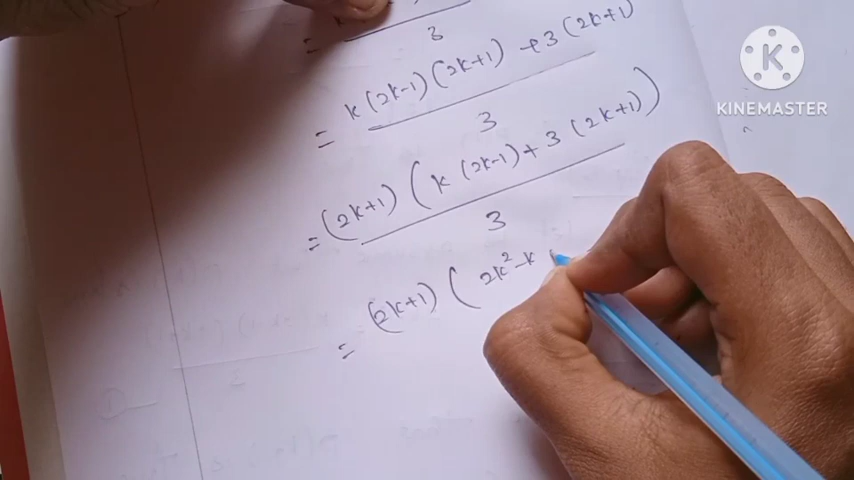 = 3
= k (2k-1) (2k+1) + 3 (2k+1)
3
= (2k+1) ( k (2k-1) + 3 (2k+1) )
3
= (2k+1) ( 2k² - k
K
KINEMASTER